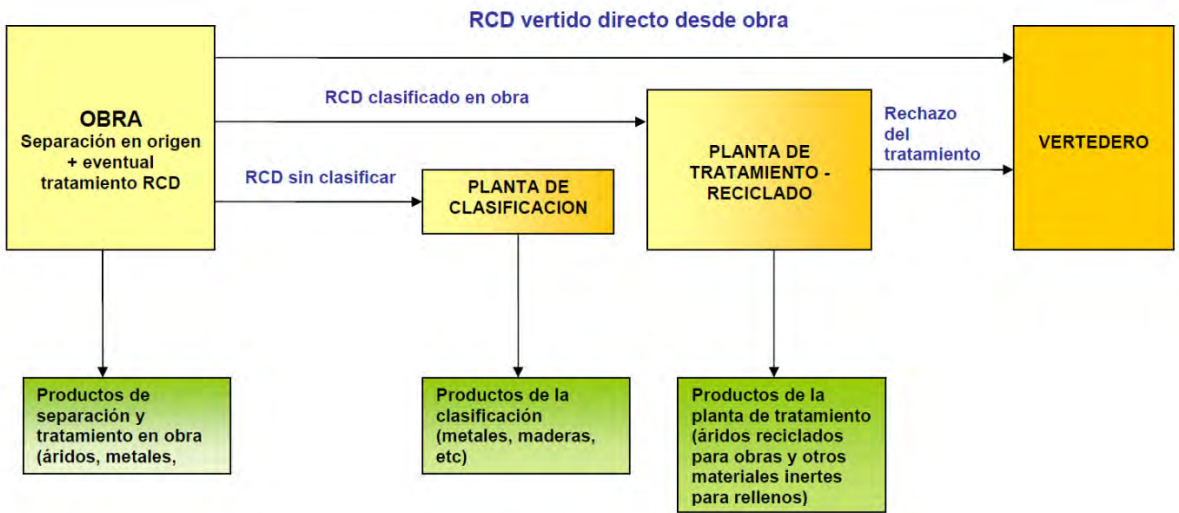 RCD vertido directo desde obra
OBRA
Separación en origen
+ eventual
tratamiento RCD
RCD clasificado en obra
RCD sin clasificar
PLANTA DE
CLASIFICACION
PLANTA DE
TRATAMIENTO -
RECICLADO
Rechazo
del
tratamiento
VERTEDERO
Productos de
separación y
tratamiento en obra
(áridos, metales,
Productos de la
clasificación
(metales, maderas,
etc)
Productos de la
planta de tratamiento
(áridos reciclados
para obras y otros
materiales inertes
para rellenos)